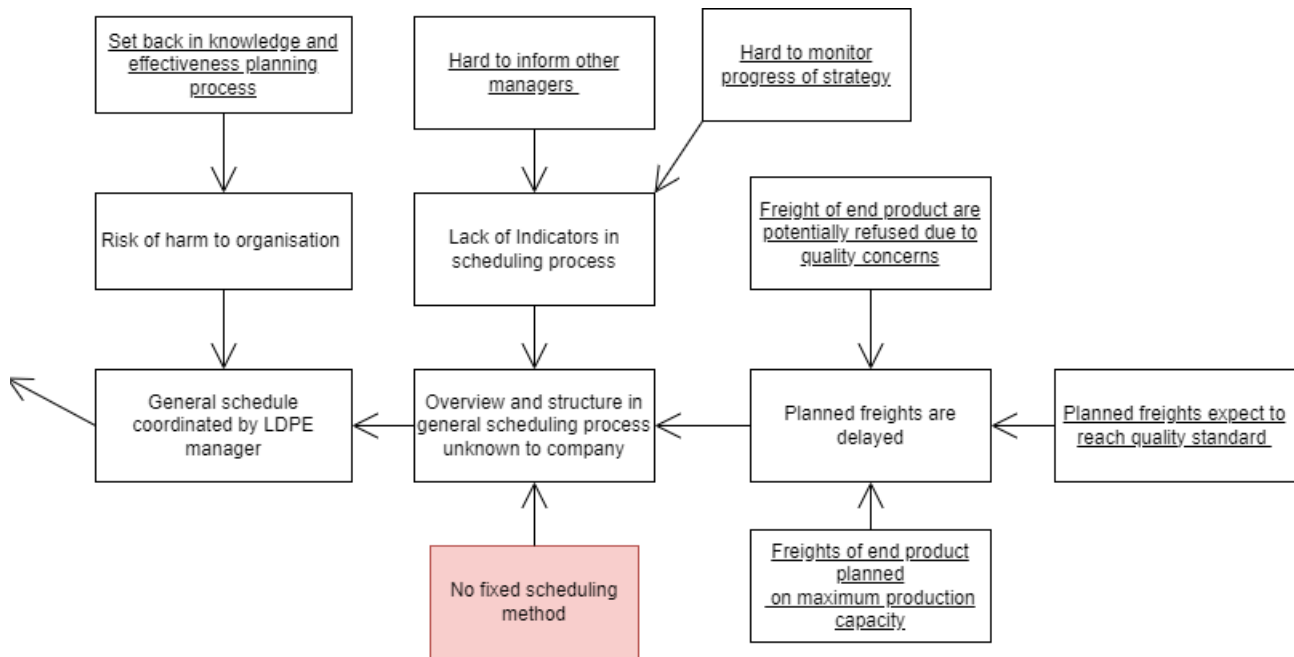 Set back in knowledge and
effectiveness planning
process
Hard to inform other
managers
Hard to monitor
progress of strategy
Risk of harm to organisation
Lack of Indicators in
scheduling process
Freight of end product are
potentially refused due to
quality concerns
General schedule
coordinated by LDPE
manager
Overview and structure in
general scheduling process
unknown to company
Planned freights are
delayed
Planned freights expect to
reach quality standard
No fixed scheduling
method
Freights of end product
planned
on maximum production
capacity